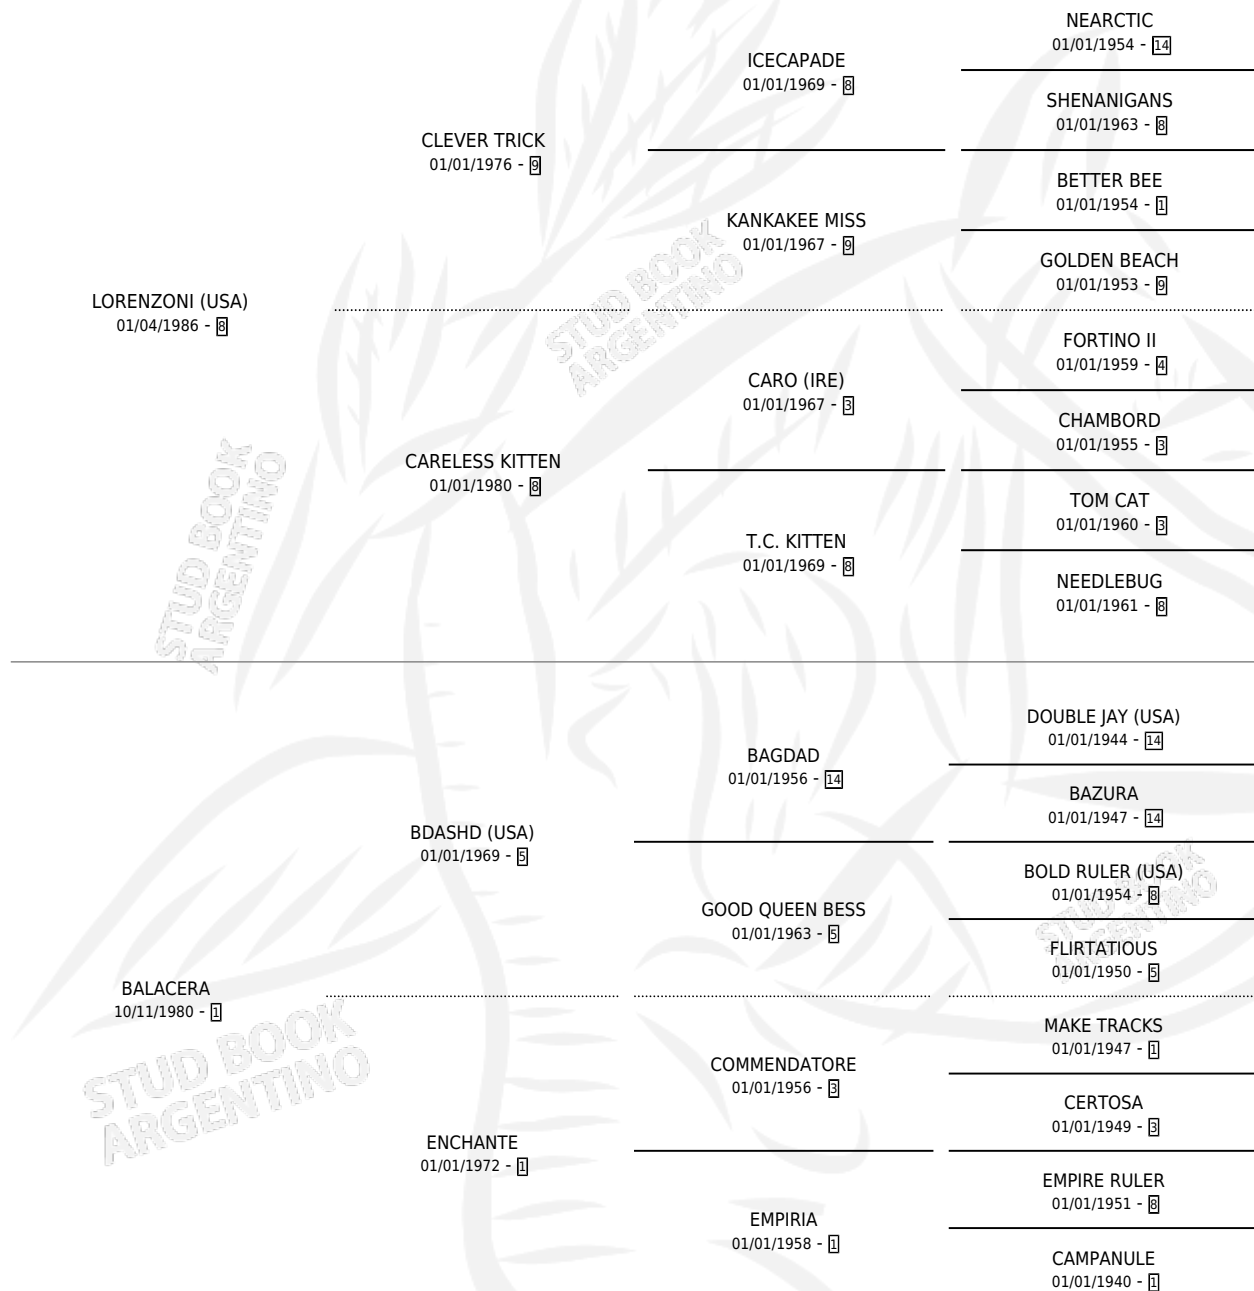 NEARCTIC
01/01/1954 - 14
ICECAPADE
01/01/1969 - 8
SHENANIGANS
01/01/1963 - 8
CLEVER TRICK
01/01/1976 - 9
BETTER BEE
01/01/1954 - 1
KANKAKEE MISS
01/01/1967 - 9
GOLDEN BEACH
01/01/1953 - 9
LORENZONI (USA)
01/04/1986 - 8
FORTINO II
01/01/1959 - 4
CARO (IRE)
01/01/1967 - 3
CHAMBORD
01/01/1955 - 3
CARELESS KITTEN
01/01/1980 - 8
TOM CAT
01/01/1960 - 3
T.C. KITTEN
01/01/1969 - 8
NEEDLEBUG
01/01/1961 - 8
DOUBLE JAY (USA)
01/01/1944 - 14
BAGDAD
01/01/1956 - 14
BAZURA
01/01/1947 - 14
BDASHD (USA)
01/01/1969 - 5
BOLD RULER (USA)
01/01/1954 - 8
GOOD QUEEN BESS
01/01/1963 - 5
FLIRTATIOUS
01/01/1950 - 5
BALACERA
10/11/1980 - 1
MAKE TRACKS
01/01/1947 - 1
COMMENDATORE
01/01/1956 - 3
CERTOSA
01/01/1949 - 3
ENCHANTE
01/01/1972 - 1
EMPIRE RULER
01/01/1951 - 8
EMPIRIA
01/01/1958 - 1
CAMPANULE
01/01/1940 - 1
STUD BOOK
ARGENTINO
STUD BOOK
ARGENTINO
STUD BOOK
ARGENTINO
STUD BOOK
ARGENTINO